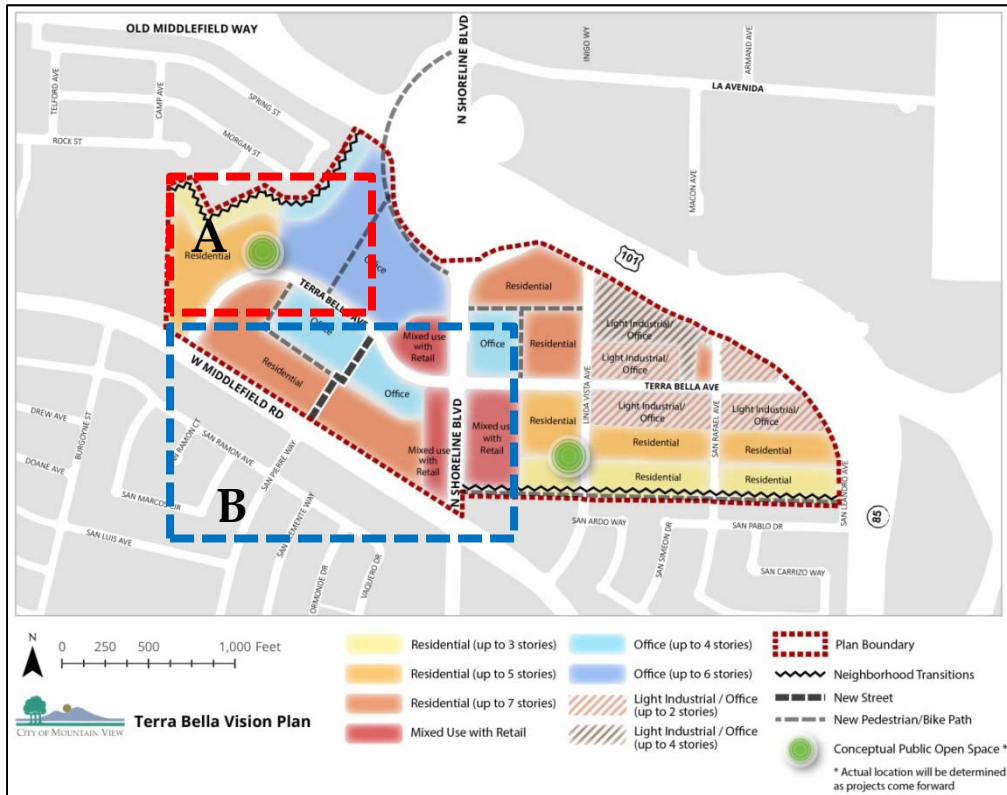 OLD MIDDLEFIELD WAY
N SHORELINE BLVD
INIGO WY
ARMAND AVE
LA AVENIDA
TELFORD AVE
CAMP AVE
SPRING ST
MORGAN ST
ROCK ST
MACON AVE
101
A
Residential
Office
TERRA BELLA AVE
Residential
Office
Residential
Mixed use
with
Retail
Office
Residential
Light Industrial/
Office
Light Industrial/
Office
TERRA BELLA AVE
W MIDDLEFIELD RD
Office
LINDA VISTA AVE
Light Industrial/
Office
Light Industrial/
Office
SAN RAFAEL AVE
Mixed use
with
Retail
N SHORELINE BLVD
Mixed use
with
Retail
Residential
Residential
Residential
Residential
Residential
DREW AVE
BURGOYNE ST
DOANE AVE
SAN RAMON AVE
SAN PIERRE WAY
SAN MARCOS CIR
B
SAN LUIS AVE
ORMONDE DR
VAQUERO DR
SAN ARDO WAY
SAN PABLO DR
SAN SIMEON DR
SAN CARRIZO WAY
SAN LEANDRO AVE
85
N
0 250 500 1,000 Feet
CITY OF MOUNTAIN VIEW
Terra Bella Vision Plan
Residential (up to 3 stories)
Residential (up to 5 stories)
Residential (up to 7 stories)
Mixed Use with Retail
Office (up to 4 stories)
Office (up to 6 stories)
Light Industrial / Office
(up to 2 stories)
Light Industrial / Office
(up to 4 stories)
Plan Boundary
Neighborhood Transitions
New Street
New Pedestrian/Bike Path
Conceptual Public Open Space *
* Actual location will be determined
as projects come forward